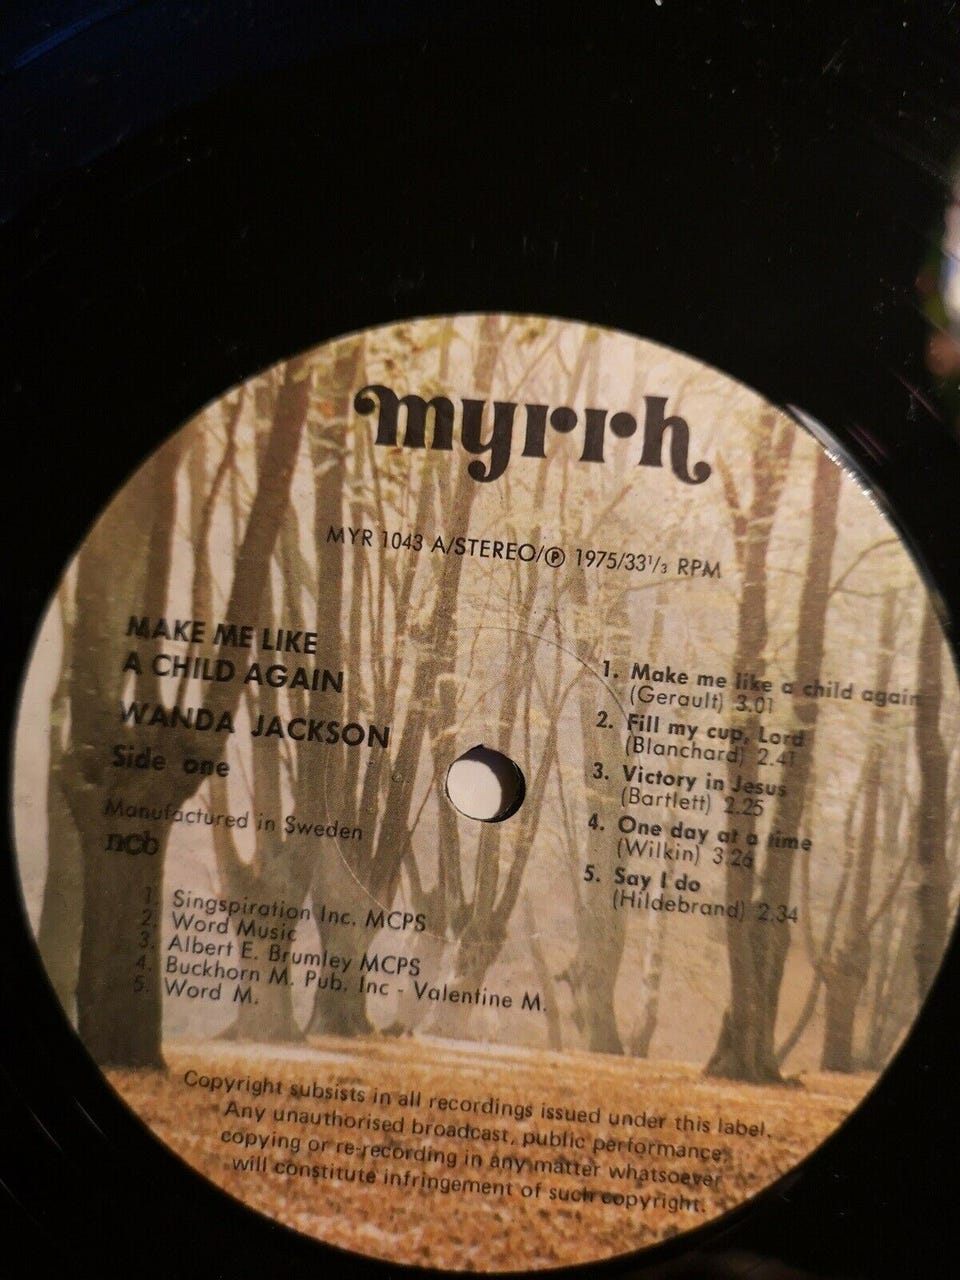 myrrh
MYR 1043 A/STEREO/Ⓟ 1975/33⅓ RPM
MAKE ME LIKE
A CHILD AGAIN
WANDA JACKSON
Side one
Manufactured in Sweden
ncb
1. Make me like a child again
(Gerault) 3.01
2. Fill my cup, Lord
(Blanchard) 2.41
3. Victory in Jesus
(Bartlett) 2.25
4. One day at a time
(Wilkin) 3.26
5. Say I do
(Hildebrand) 2.34
1. Singspiration Inc. MCPS
2. Word Music
3. Albert E. Brumley MCPS
4. Buckhorn M. Pub. Inc - Valentine M.
5. Word M.
Copyright subsists in all recordings issued under this label.
Any unauthorised broadcast, public performance,
copying or re-recording in any matter whatsoever
will constitute infringement of such copyright.